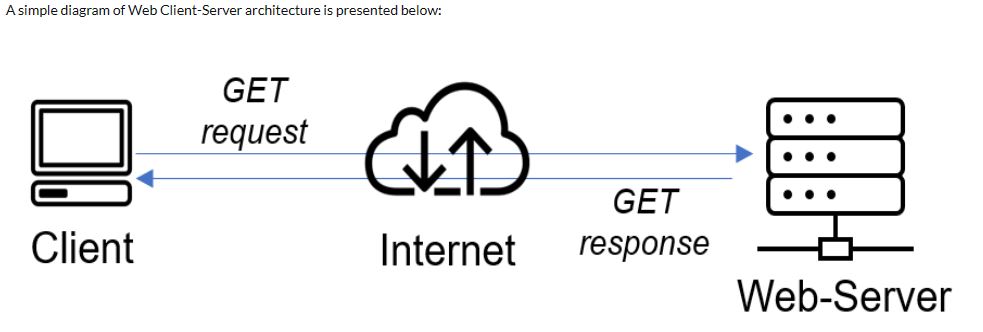 A simple diagram of Web Client-Server architecture is presented below:
GET
request
GET
response
Client
Internet
Web-Server